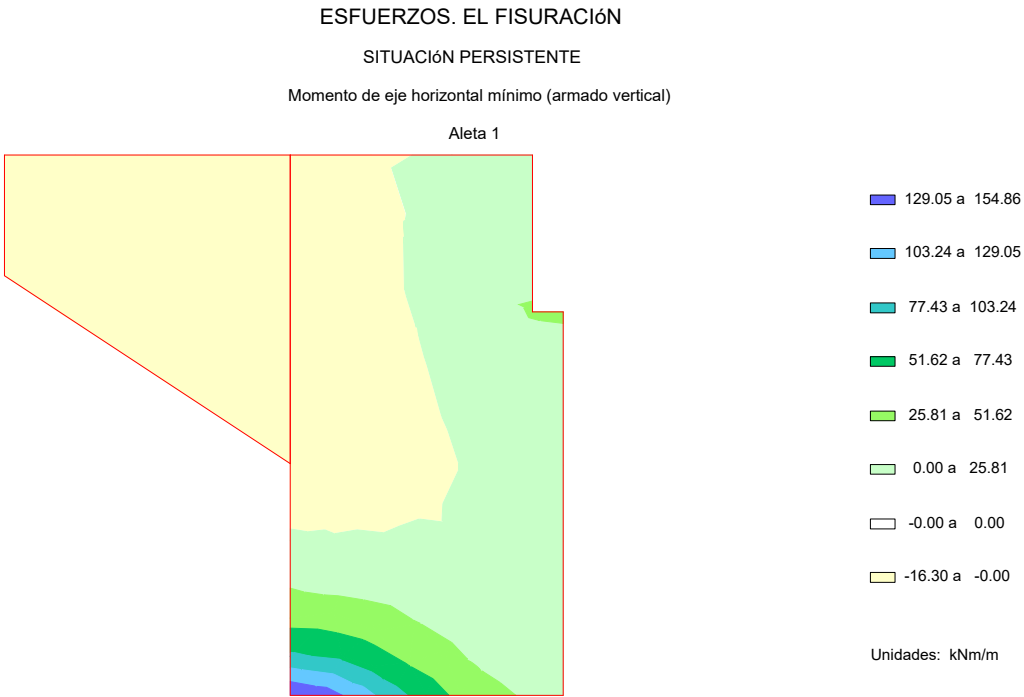 ESFUERZOS. EL FISURACIóN
SITUACIóN PERSISTENTE
Momento de eje horizontal mínimo (armado vertical)
Aleta 1
129.05 a 154.86
103.24 a 129.05
77.43 a 103.24
51.62 a 77.43
25.81 a 51.62
0.00 a 25.81
-0.00 a 0.00
-16.30 a -0.00
Unidades: kNm/m